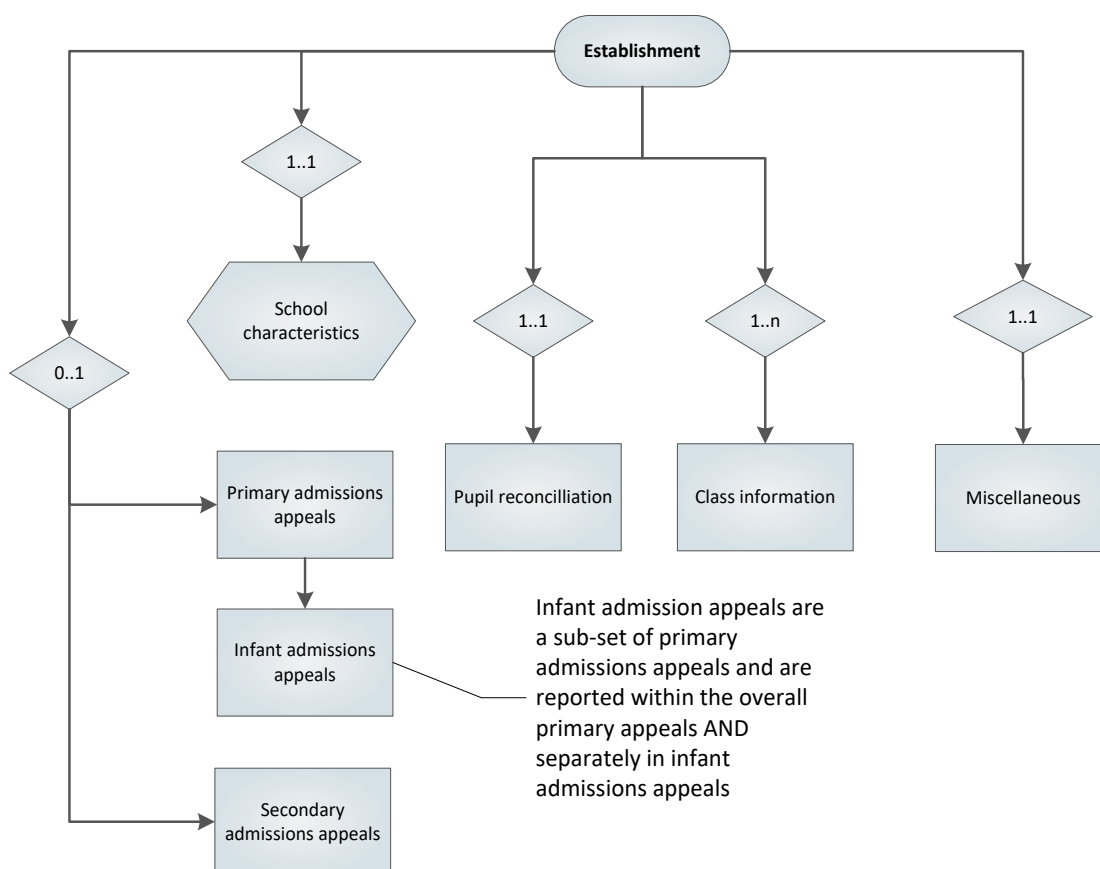 Establishment
1..1
School
characteristics
1..1
1..n
1..1
0..1
Primary admissions
appeals
Pupil reconcilliation
Class information
Miscellaneous
Infant admissions
appeals
Infant admission appeals are
a sub-set of primary
admissions appeals and are
reported within the overall
primary appeals AND
separately in infant
admissions appeals
Secondary
admissions appeals